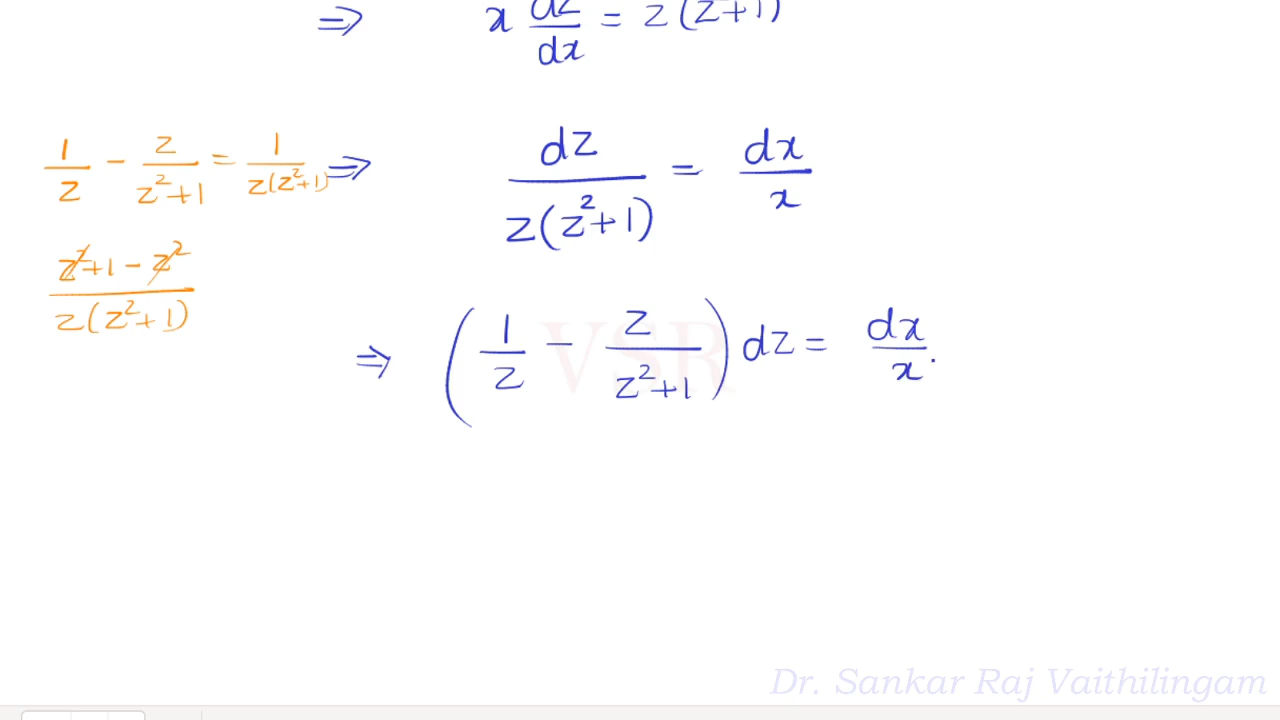 ⇒ x dz/dx = z(z²+1)
1/z - z/(z²+1) = 1/(z(z²+1))
⇒ dz/(z(z²+1)) = dx/x
(z²+1-z²)/(z(z²+1))
⇒ (1/z - z/(z²+1)) dz = dx/x.
VSR
Dr. Sankar Raj Vaithilingam